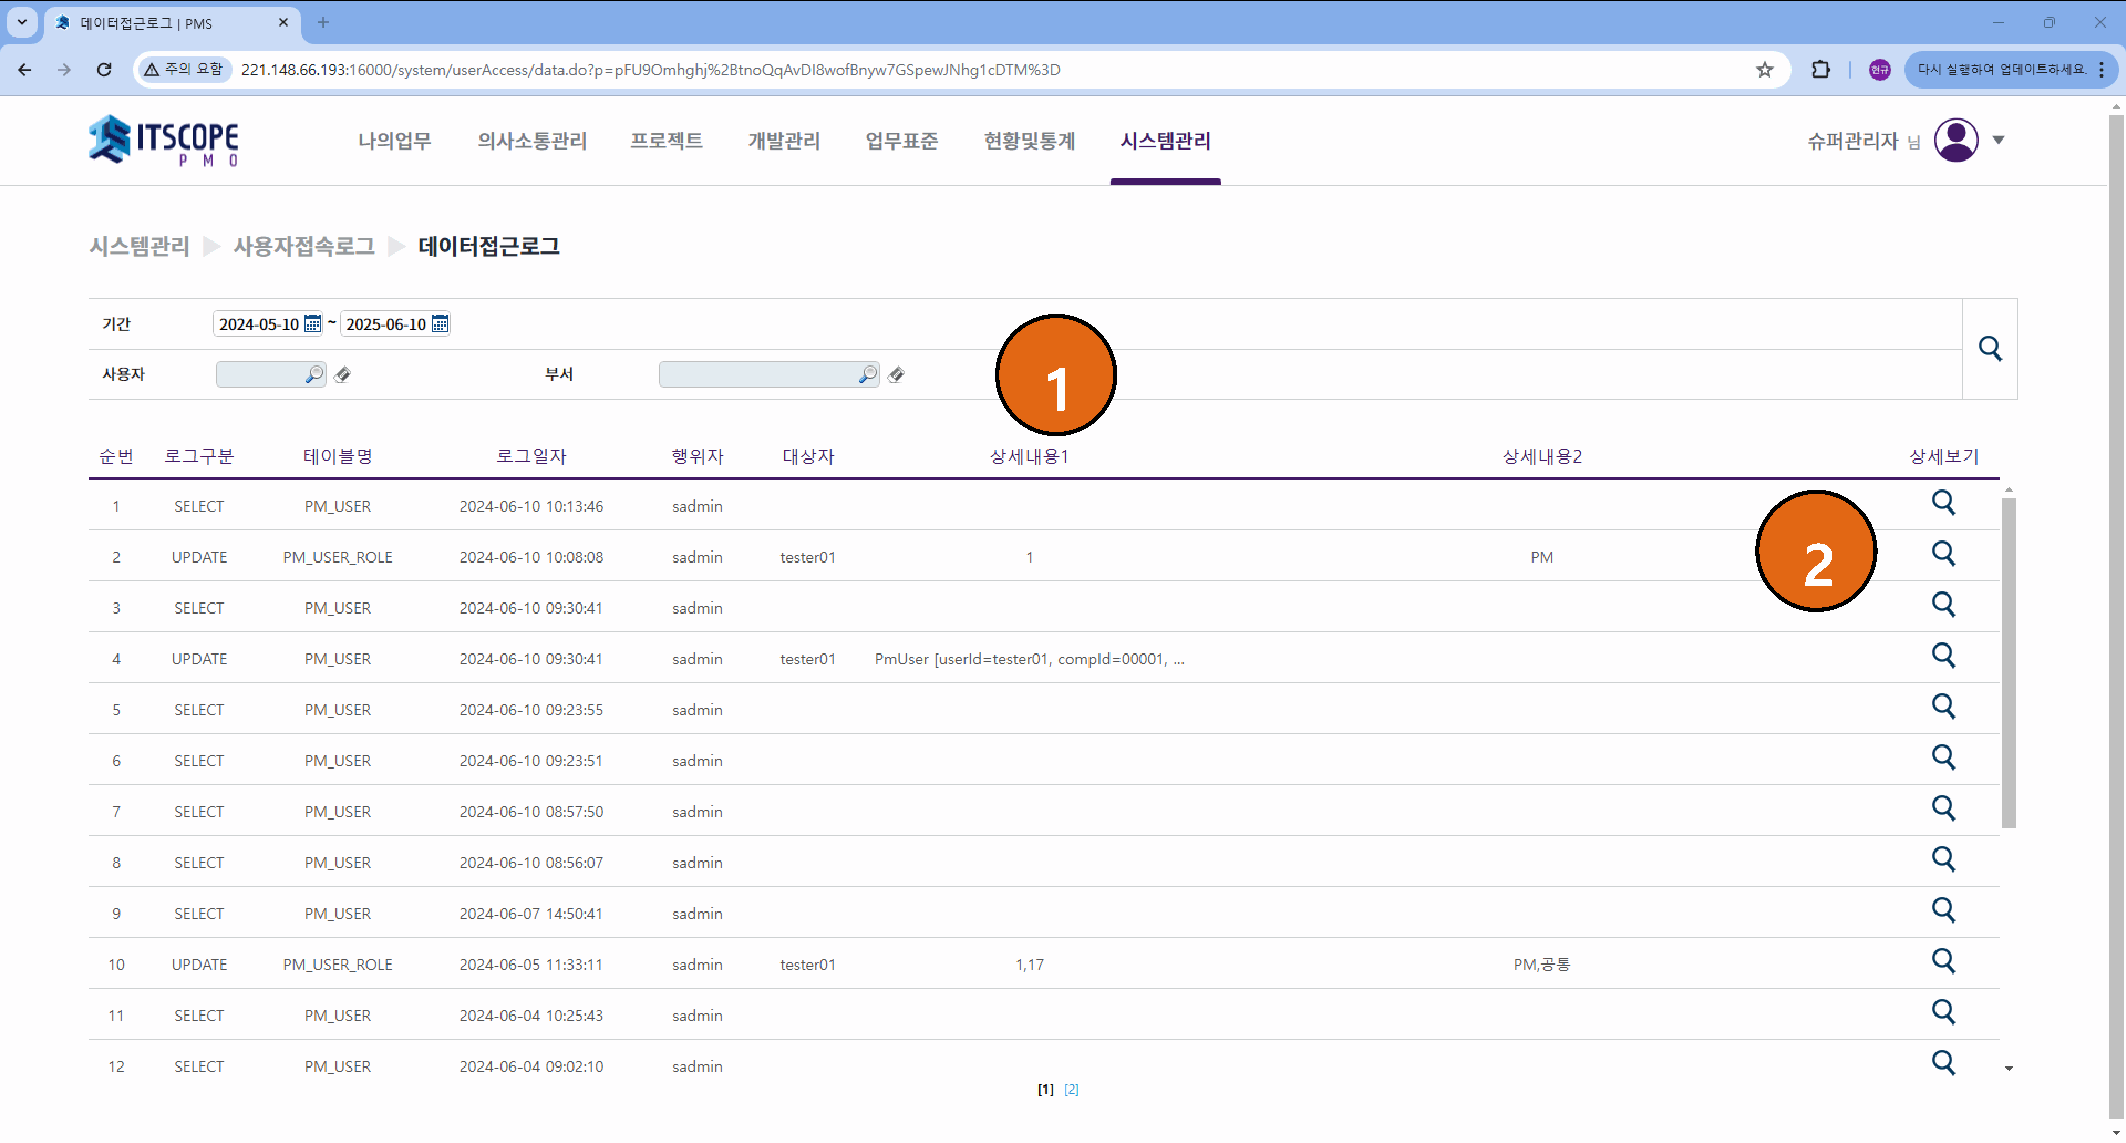 데이터접근로그 | PMS
주의 요함 221.148.66.193:16000/system/userAccess/data.do?p=pFU9Omhghj%2BtnoQqAvDI8wofBnyw7GSpewJNhg1cDTM%3D 현규 다시 실행하여 업데이트하세요.
ITSCOPE
PMO
나의업무 의사소통관리 프로젝트 개발관리 업무표준 현황및통계 시스템관리 슈퍼관리자 님
시스템관리 사용자접속로그 데이터접근로그
기간 2024-05-10 ~ 2025-06-10
사용자 부서
1
순번 로그구분 테이블명 로그일자 행위자 대상자 상세내용1 상세내용2 상세보기
1 SELECT PM_USER 2024-06-10 10:13:46 sadmin
2 UPDATE PM_USER_ROLE 2024-06-10 10:08:08 sadmin tester01 1 PM
2
3 SELECT PM_USER 2024-06-10 09:30:41 sadmin
4 UPDATE PM_USER 2024-06-10 09:30:41 sadmin tester01 PmUser [userId=tester01, compId=00001, ...
5 SELECT PM_USER 2024-06-10 09:23:55 sadmin
6 SELECT PM_USER 2024-06-10 09:23:51 sadmin
7 SELECT PM_USER 2024-06-10 08:57:50 sadmin
8 SELECT PM_USER 2024-06-10 08:56:07 sadmin
9 SELECT PM_USER 2024-06-07 14:50:41 sadmin
10 UPDATE PM_USER_ROLE 2024-06-05 11:33:11 sadmin tester01 1,17 PM,공통
11 SELECT PM_USER 2024-06-04 10:25:43 sadmin
12 SELECT PM_USER 2024-06-04 09:02:10 sadmin
[1] [2]